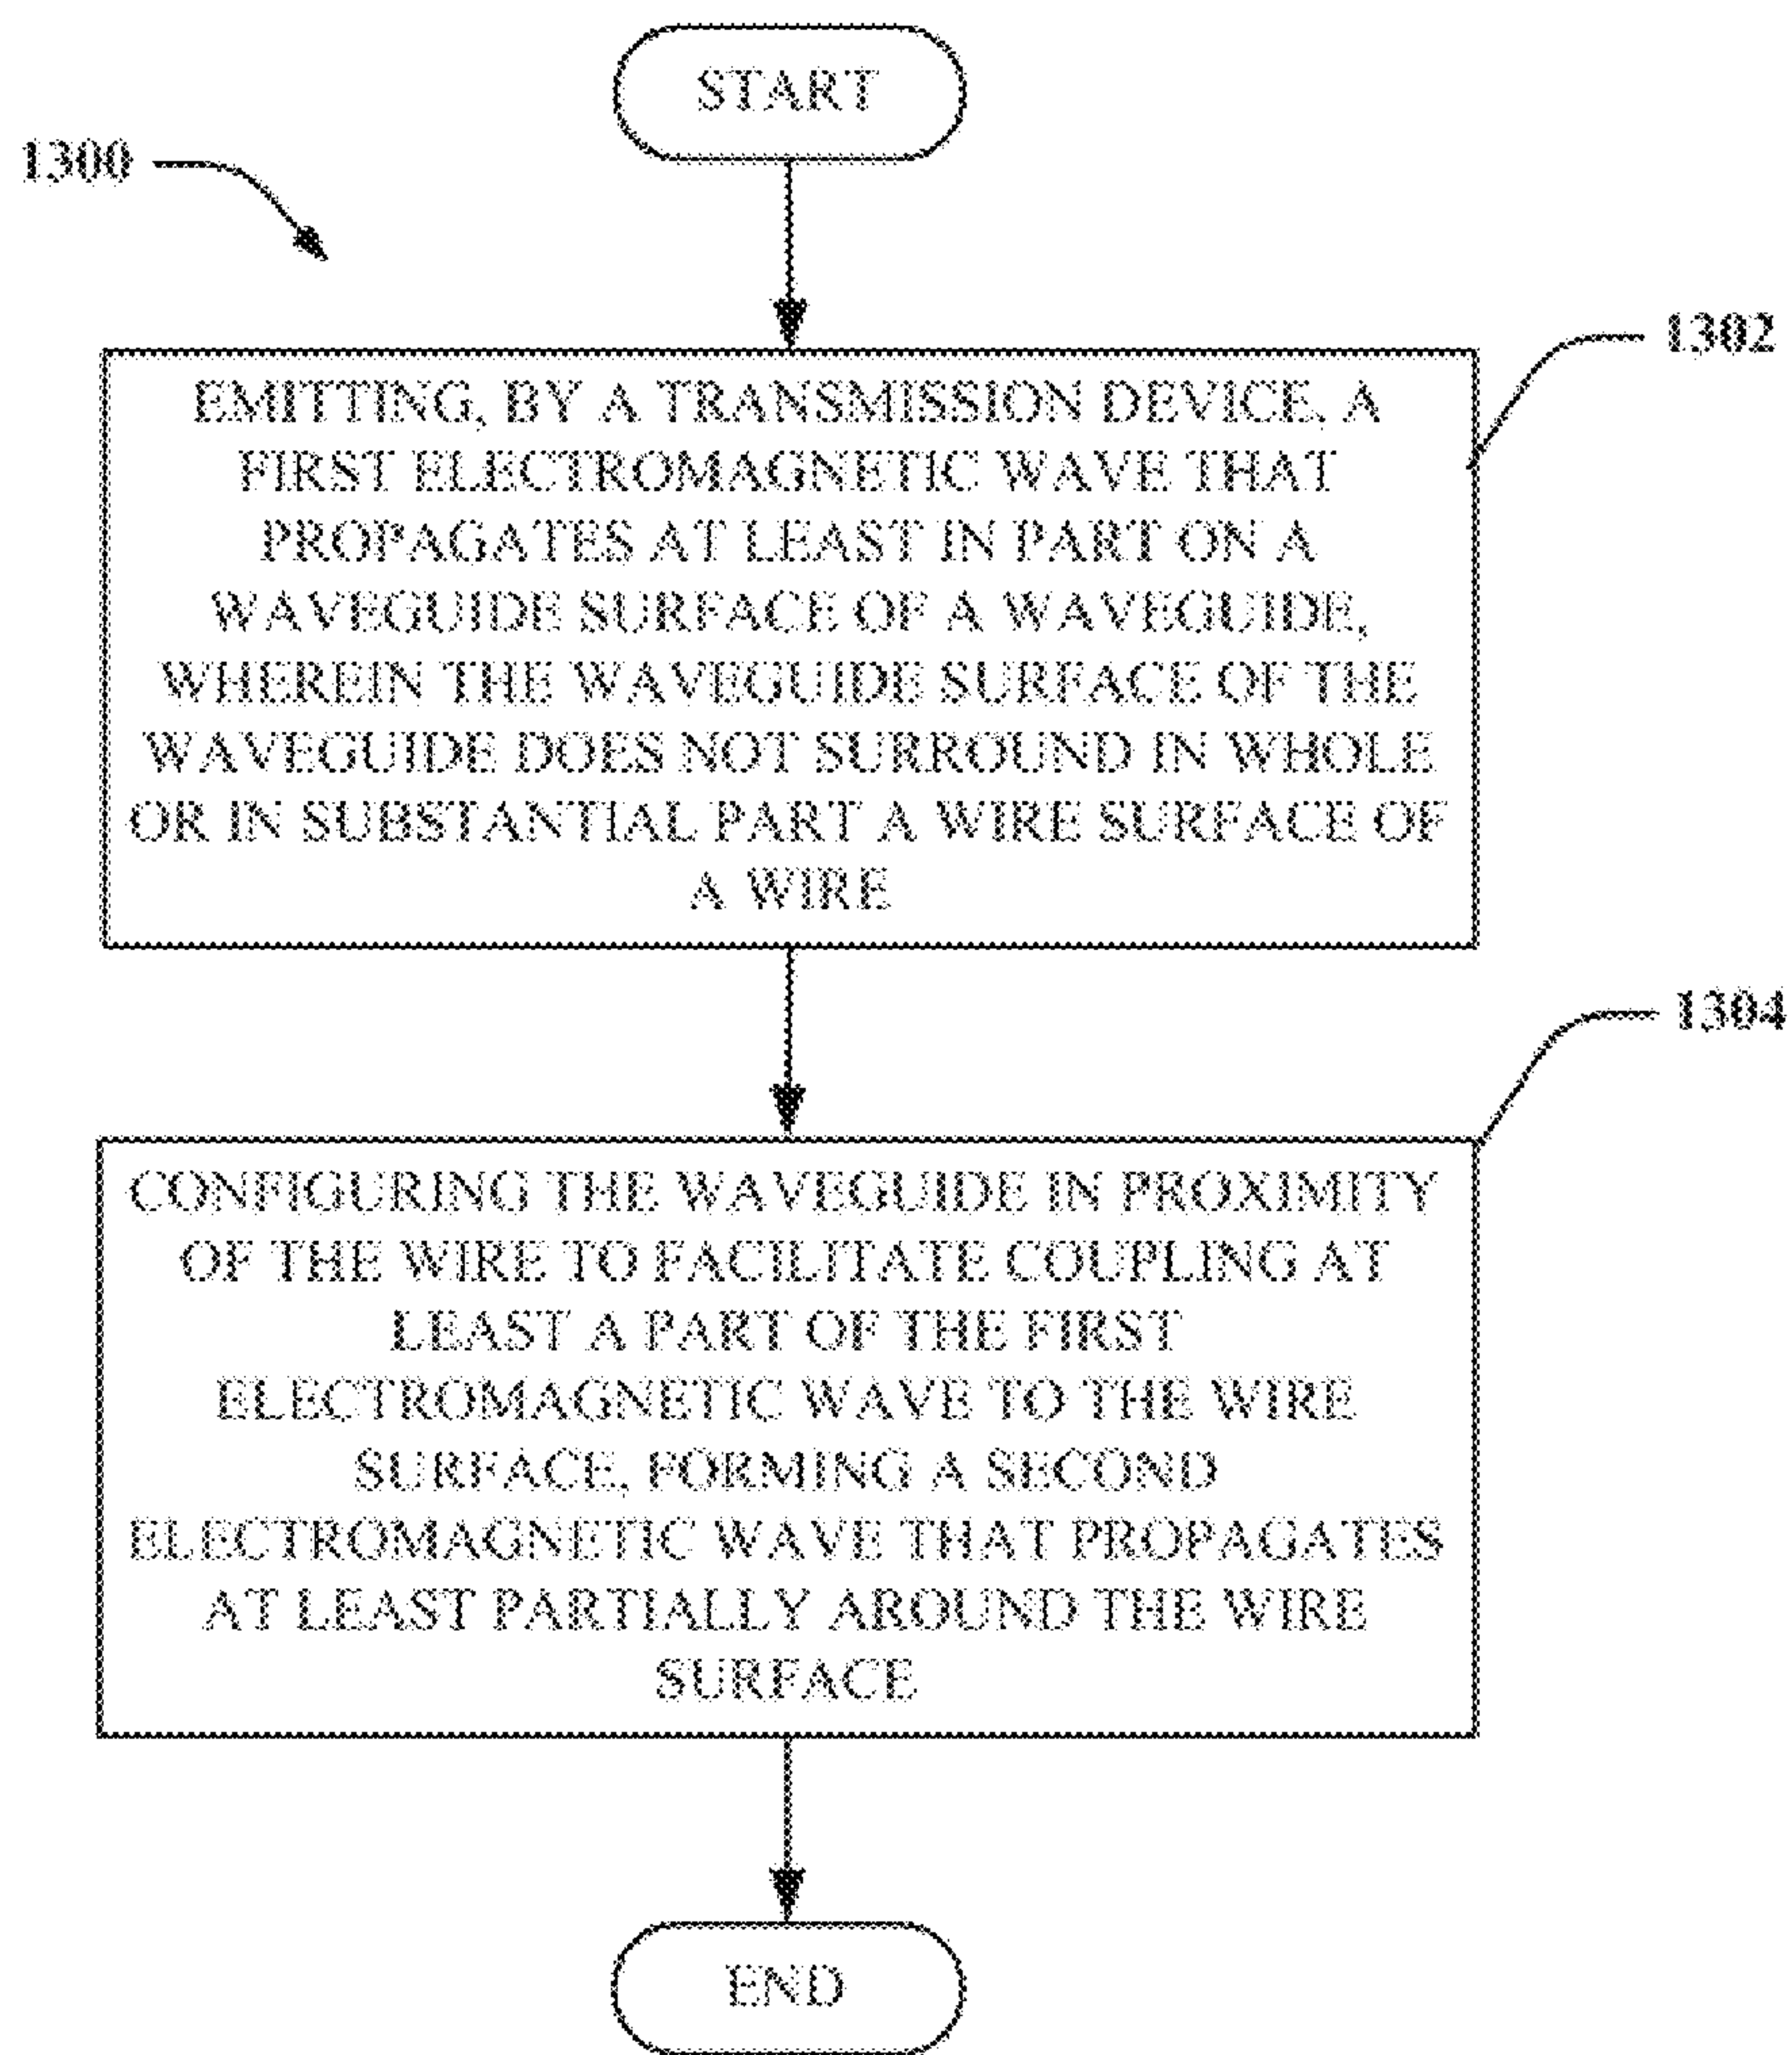 START
1300
1302
EMITTING, BY A TRANSMISSION DEVICE, A
FIRST ELECTROMAGNETIC WAVE THAT
PROPAGATES AT LEAST IN PART ON A
WAVEGUIDE SURFACE OF A WAVEGUIDE,
WHEREIN THE WAVEGUIDE SURFACE OF THE
WAVEGUIDE DOES NOT SURROUND IN WHOLE
OR IN SUBSTANTIAL PART A WIRE SURFACE OF
A WIRE
1304
CONFIGURING THE WAVEGUIDE IN PROXIMITY
OF THE WIRE TO FACILITATE COUPLING AT
LEAST A PART OF THE FIRST
ELECTROMAGNETIC WAVE TO THE WIRE
SURFACE, FORMING A SECOND
ELECTROMAGNETIC WAVE THAT PROPAGATES
AT LEAST PARTIALLY AROUND THE WIRE
SURFACE
END